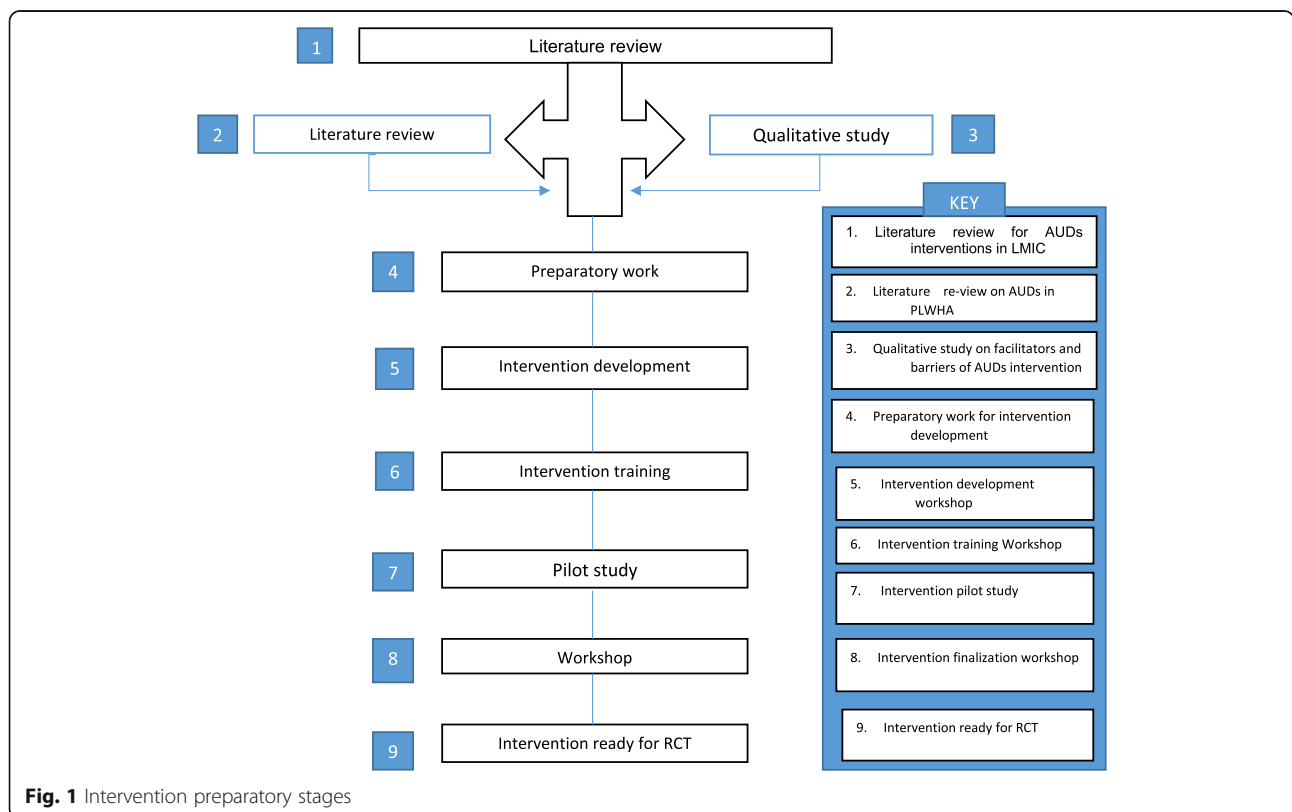 1
Literature review
2
Literature review
Qualitative study
3
4
Preparatory work
5
Intervention development
6
Intervention training
7
Pilot study
8
Workshop
9
Intervention ready for RCT
KEY
1. Literature review for AUDs
interventions in LMIC
2. Literature re-view on AUDs in
PLWHA
3. Qualitative study on facilitators and
barriers of AUDs intervention
4. Preparatory work for intervention
development
5. Intervention development
workshop
6. Intervention training Workshop
7. Intervention pilot study
8. Intervention finalization workshop
9. Intervention ready for RCT
Fig. 1 Intervention preparatory stages